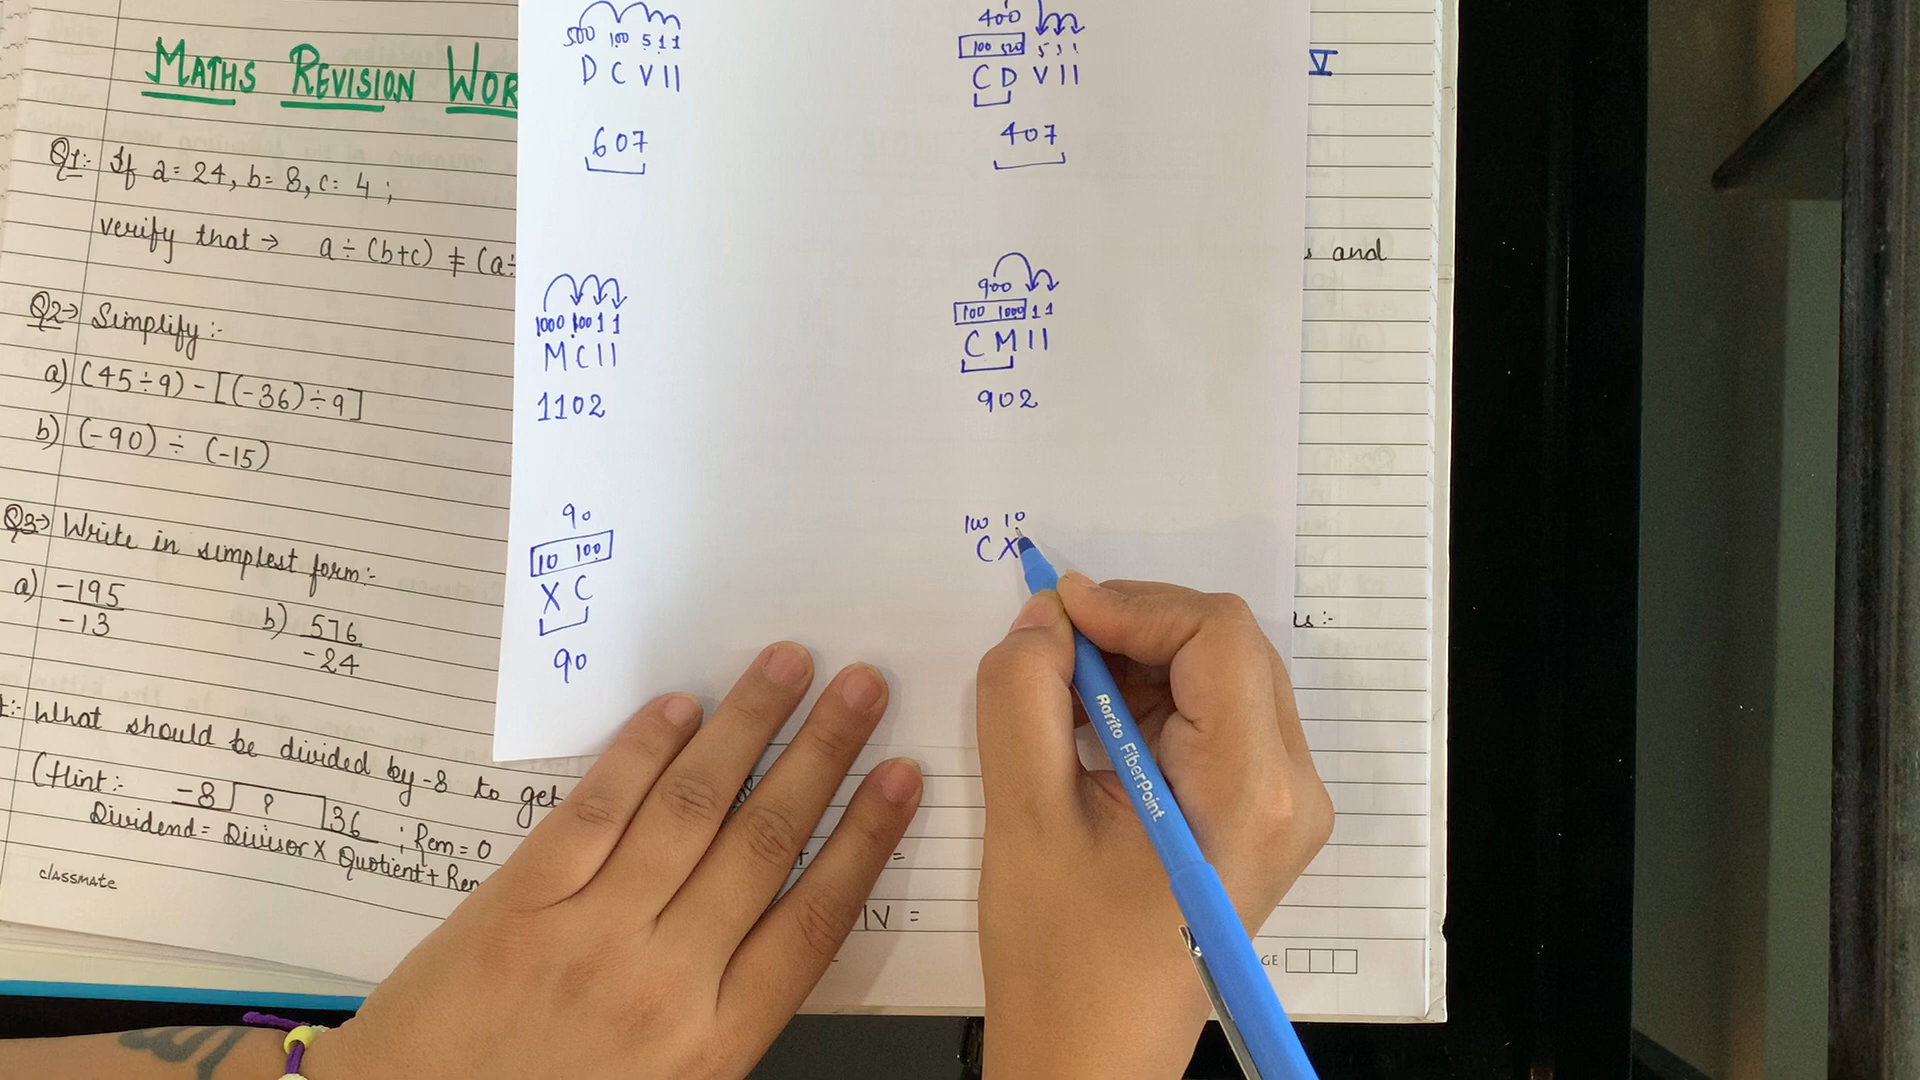 MATHS REVISION WOR
V
Q1:- If a = 24, b = 8, c = 4 ;
verify that → a ÷ (b+c) ≠ (a÷
and
Q2→ Simplify :-
a) (45÷9) - [(-36)÷9]
b) (-90) ÷ (-15)
Q3→ Write in simplest form:-
a) -195
-13
b) 576
-24
:- What should be divided by -8 to get
(Hint:- -8 ? 36 ; Rem = 0
Dividend = Divisor X Quotient + Rem
classmate
500 100 5 1 1
D C V I I
607
400
100 500 5 1 1
C D V I I
407
1000 100 1 1
M C I I
1102
900
100 1000 1 1
C M I I
902
90
10 100
X C
90
100 10
C X
=
IV =
GE
Rorito FiberPoint